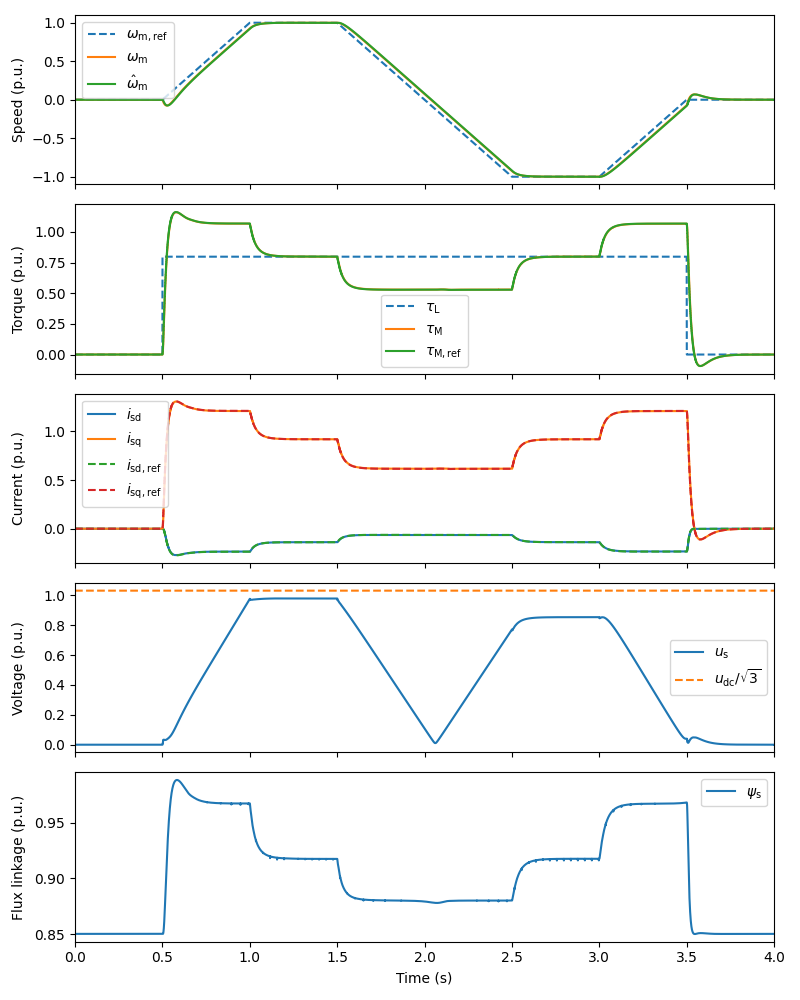 1.0
0.5
0.0
−0.5
−1.0
Speed (p.u.)
ω_m, ref
ω_m
ω̂_m
1.00
0.75
0.50
0.25
0.00
Torque (p.u.)
τ_L
τ_M
τ_M, ref
1.0
0.5
0.0
Current (p.u.)
i_sd
i_sq
i_sd, ref
i_sq, ref
1.0
0.8
0.6
0.4
0.2
0.0
Voltage (p.u.)
u_s
u_dc/√3
0.95
0.90
0.85
Flux linkage (p.u.)
ψ_s
0.0 0.5 1.0 1.5 2.0 2.5 3.0 3.5 4.0
Time (s)